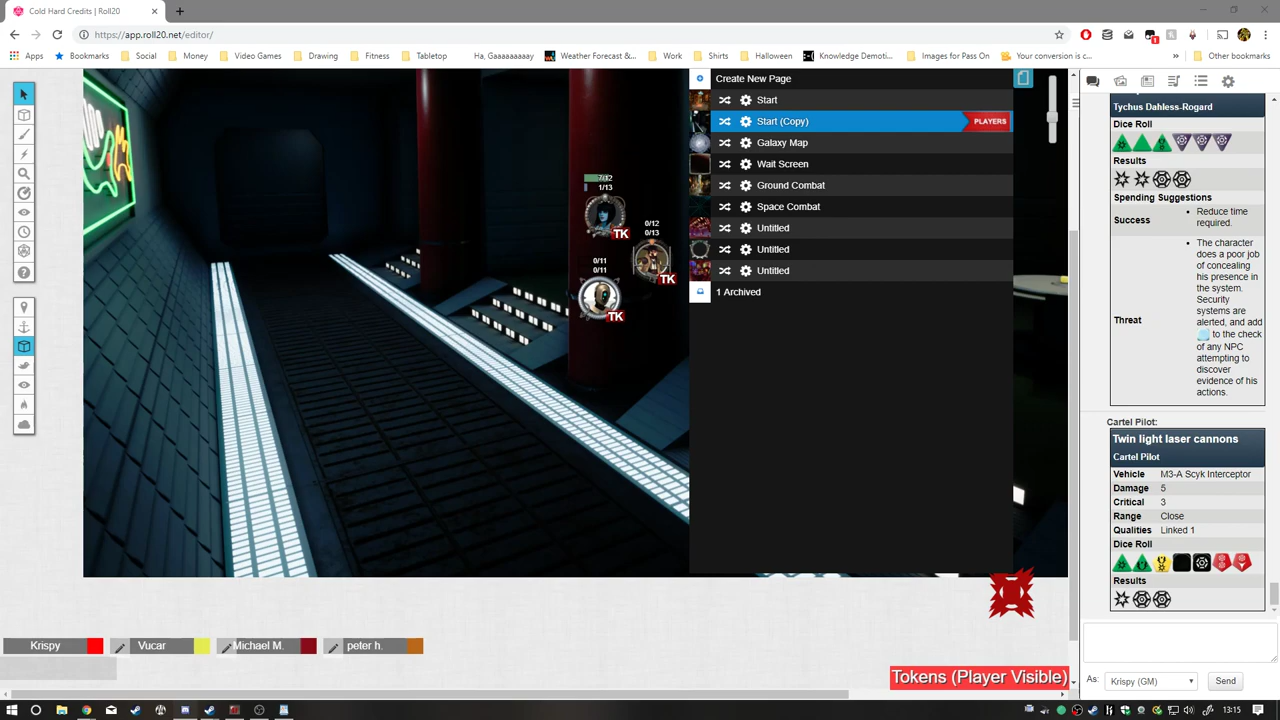 Cold Hard Credits | Roll20
https://app.roll20.net/editor/
Apps
Bookmarks
Social
Money
Video Games
Drawing
Fitness
Tabletop
Ha, Gaaaaaaaay
Weather Forecast &...
Work
Shirts
Halloween
Knowledge Demoti...
Images for Pass On
Your conversion is c...
»
Other bookmarks
Create New Page
Start
Start (Copy)
PLAYERS
Galaxy Map
Wait Screen
Ground Combat
Space Combat
Untitled
Untitled
Untitled
1 Archived
7/12
1/13
TK
0/12
0/13
TK
0/11
0/11
TK
Tychus Dahless-Rogard
Dice Roll
Results
Spending Suggestions
Success
• Reduce time
required.
Threat
• The character
does a poor job
of concealing
his presence in
the system.
Security
systems are
alerted, and add
to the check
of any NPC
attempting to
discover
evidence of his
actions.
Cartel Pilot:
Twin light laser cannons
Cartel Pilot
Vehicle M3-A Scyk Interceptor
Damage 5
Critical 3
Range Close
Qualities Linked 1
Dice Roll
Results
As: Krispy (GM) Send
Krispy
Vucar
Michael M.
peter h.
Tokens (Player Visible)
13:15